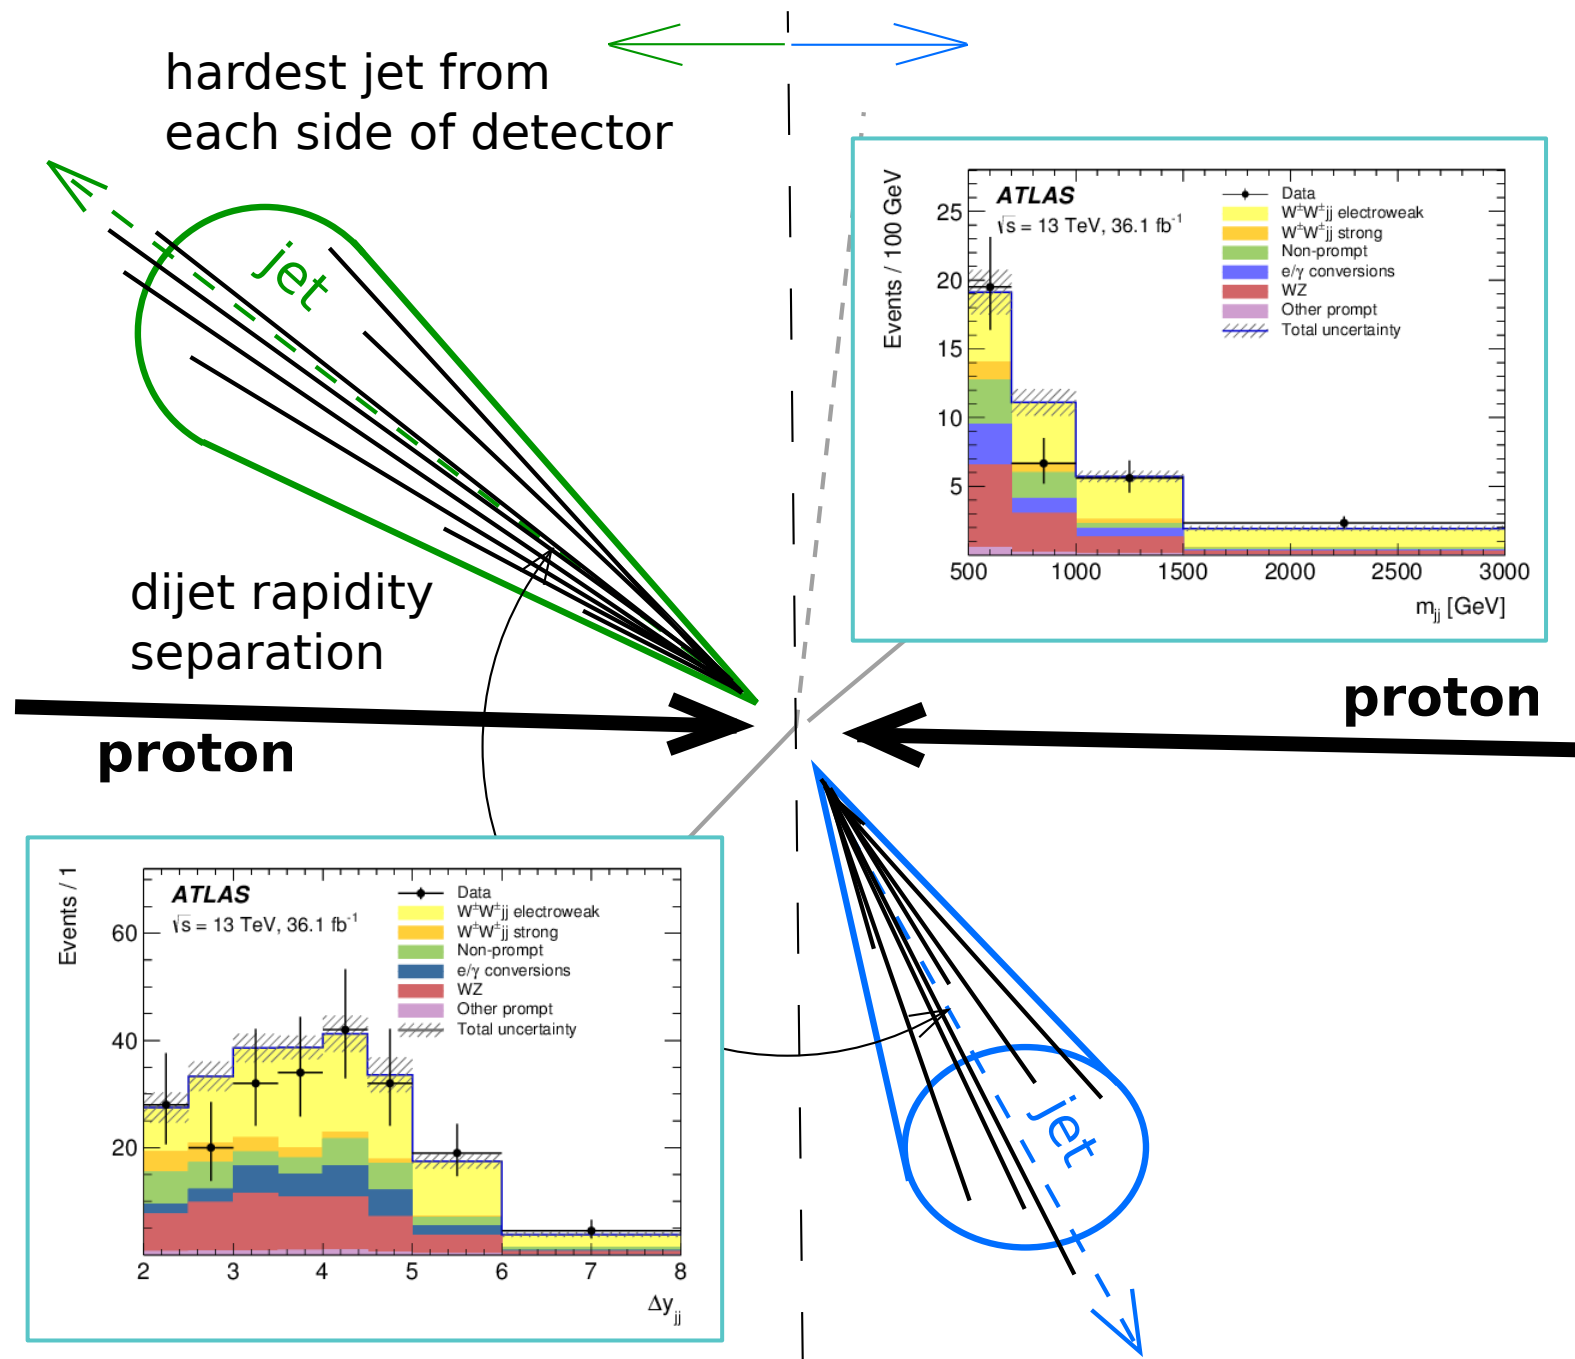 hardest jet from
each side of detector
jet
Events / 100 GeV
ATLAS
√s = 13 TeV, 36.1 fb⁻¹
Data
W±W±jj electroweak
W±W±jj strong
Non-prompt
e/γ conversions
WZ
Other prompt
Total uncertainty
25
20
15
10
5
500 1000 1500 2000 2500 3000
mjj [GeV]
dijet rapidity
separation
proton
proton
Events / 1
ATLAS
√s = 13 TeV, 36.1 fb⁻¹
Data
W±W±jj electroweak
W±W±jj strong
Non-prompt
e/γ conversions
WZ
Other prompt
Total uncertainty
60
40
20
2 3 4 5 6 7 8
Δyjj
jet